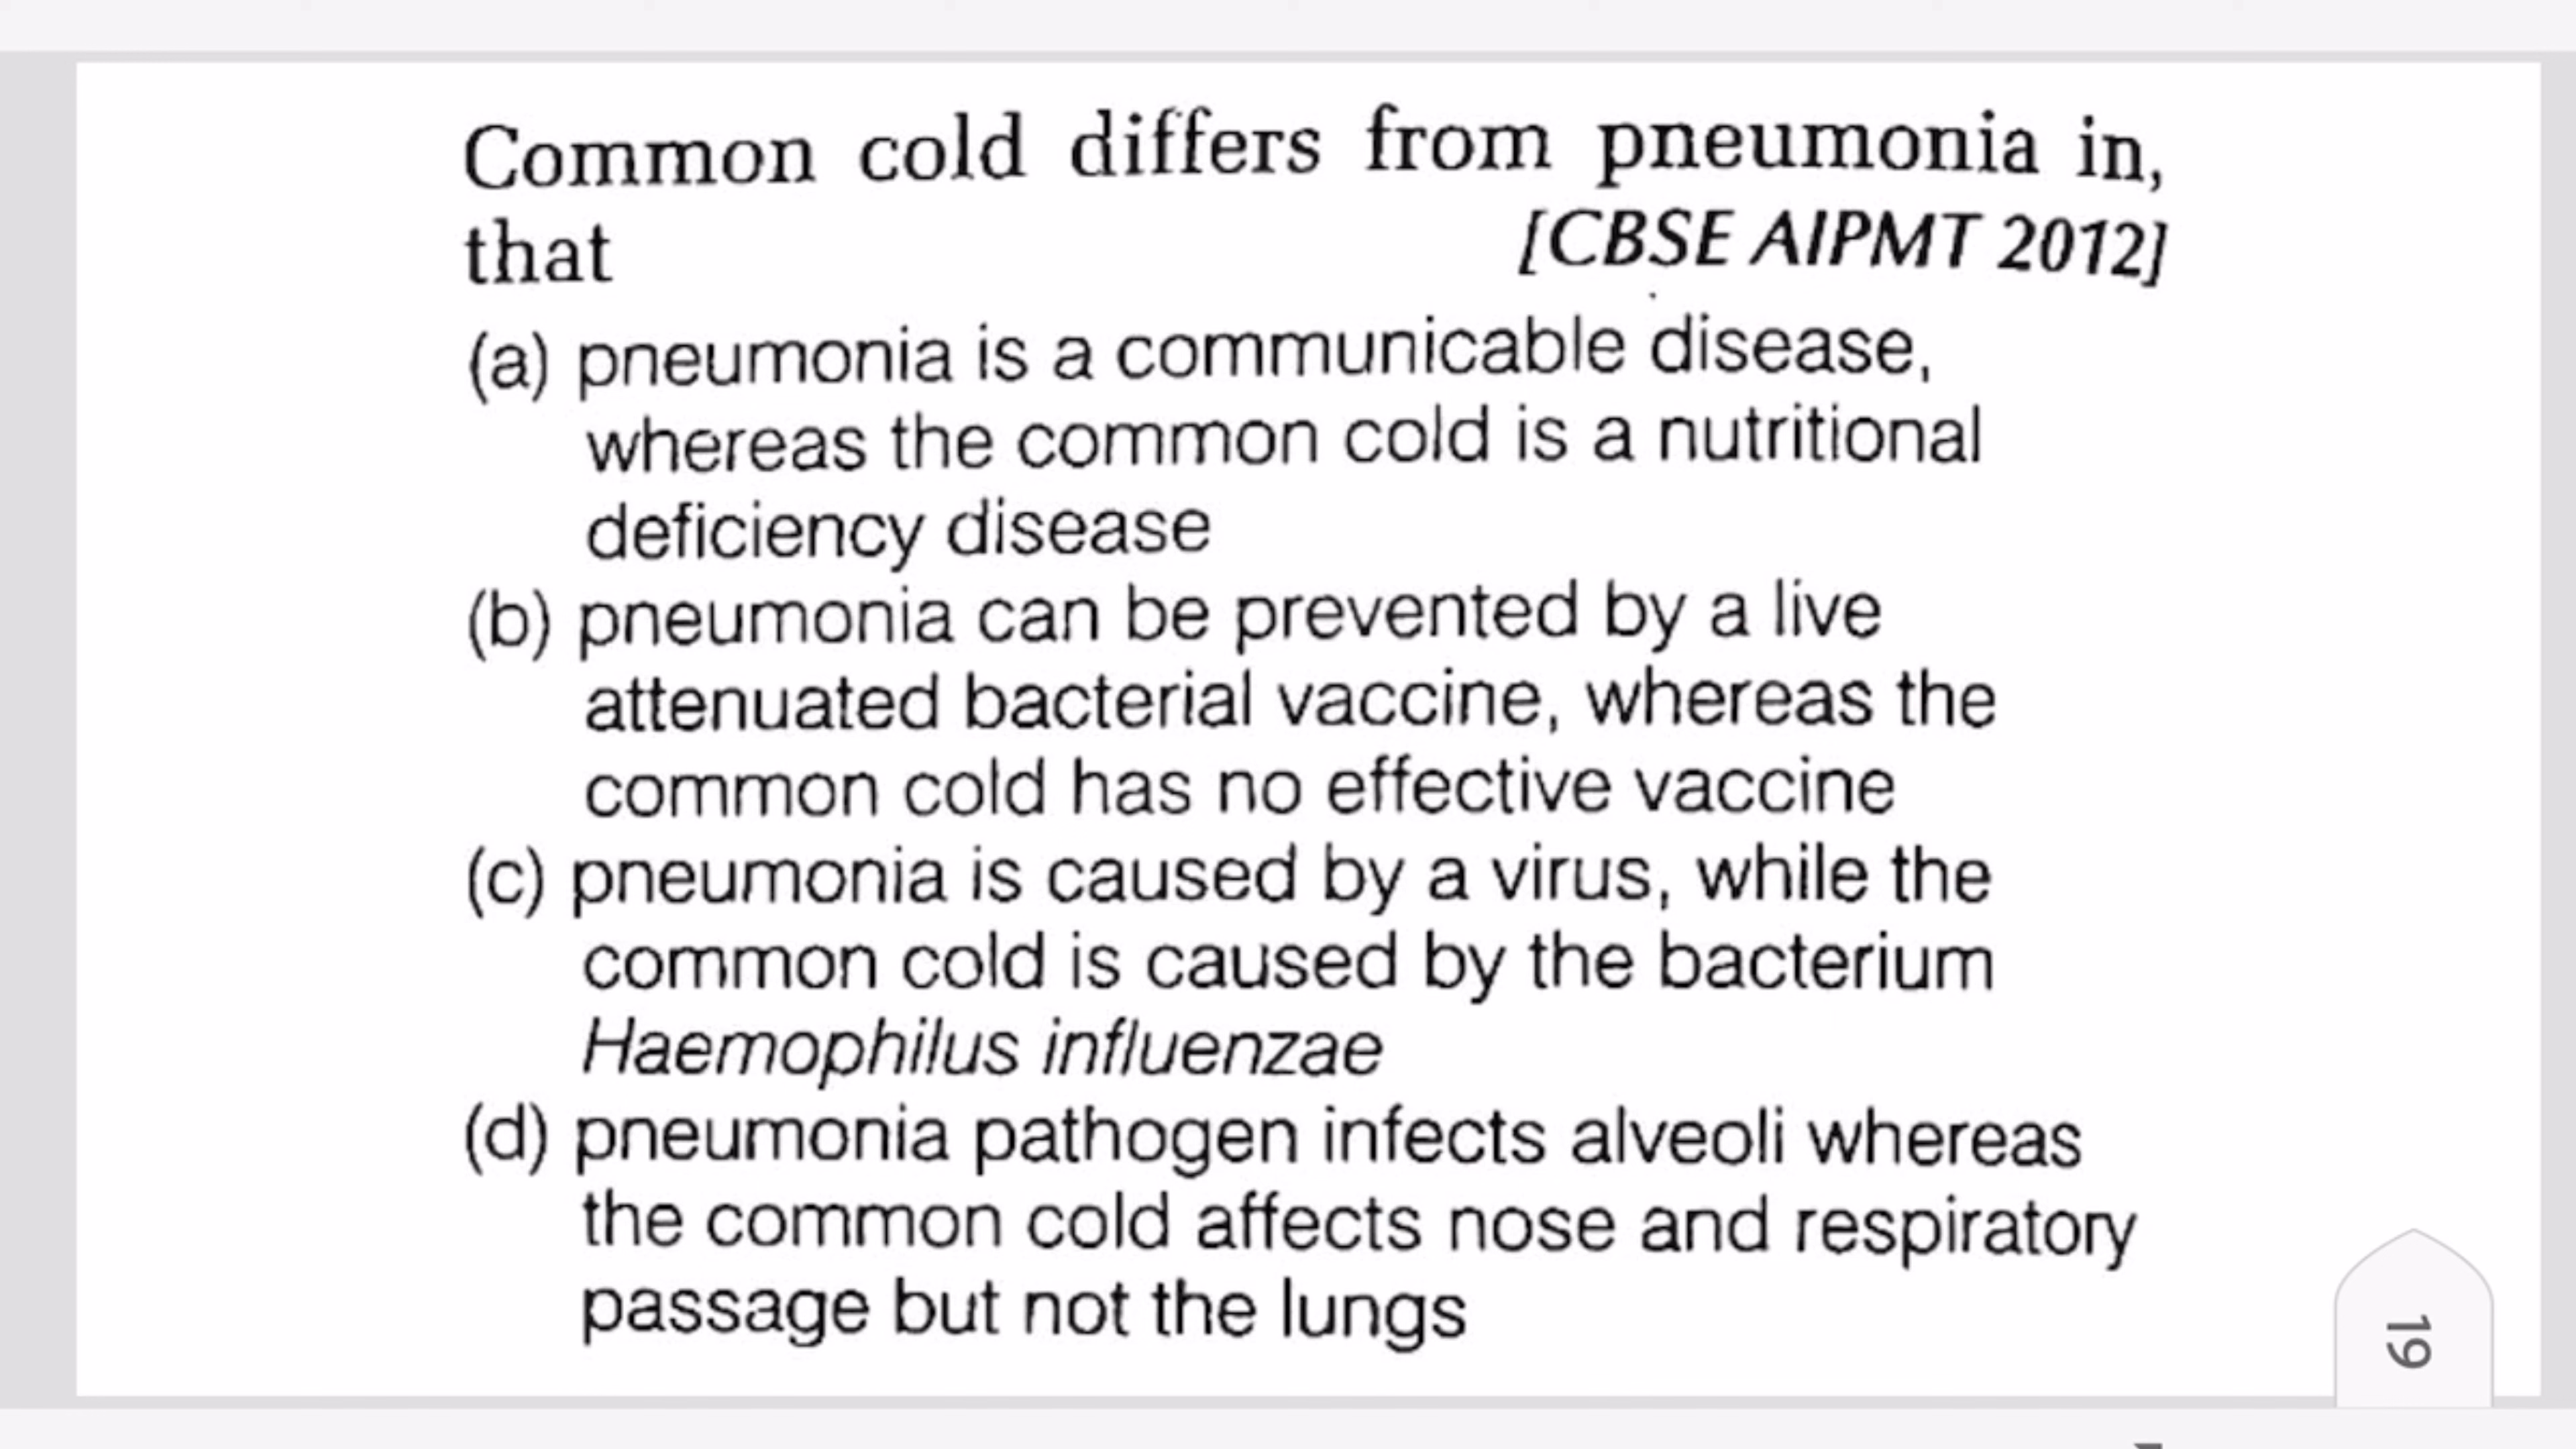 Common cold differs from pneumonia in,
that [CBSE AIPMT 2012]
(a) pneumonia is a communicable disease,
whereas the common cold is a nutritional
deficiency disease
(b) pneumonia can be prevented by a live
attenuated bacterial vaccine, whereas the
common cold has no effective vaccine
(c) pneumonia is caused by a virus, while the
common cold is caused by the bacterium
Haemophilus influenzae
(d) pneumonia pathogen infects alveoli whereas
the common cold affects nose and respiratory
passage but not the lungs
19